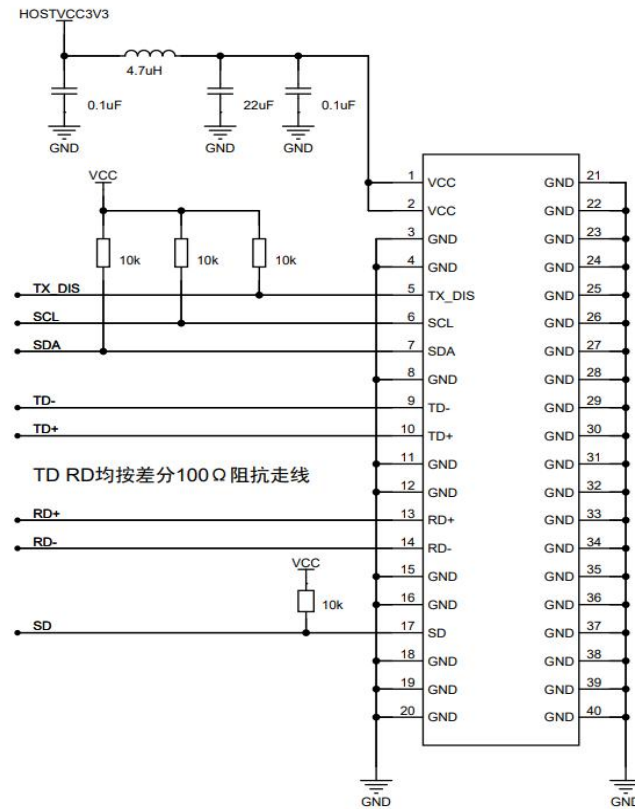 HOSTVCC3V3
4.7uH
0.1uF
22uF
0.1uF
GND
GND
GND
VCC
1 VCC GND 21
2 VCC GND 22
3 GND GND 23
10k 10k 10k
4 GND GND 24
TX_DIS 5 TX_DIS GND 25
SCL 6 SCL GND 26
SDA 7 SDA GND 27
8 GND GND 28
TD- 9 TD- GND 29
TD+ 10 TD+ GND 30
11 GND GND 31
TD RD均按差分100Ω阻抗走线
12 GND GND 32
RD+ 13 RD+ GND 33
RD- 14 RD- GND 34
VCC
15 GND GND 35
10k
16 GND GND 36
SD 17 SD GND 37
18 GND GND 38
19 GND GND 39
20 GND GND 40
GND GND